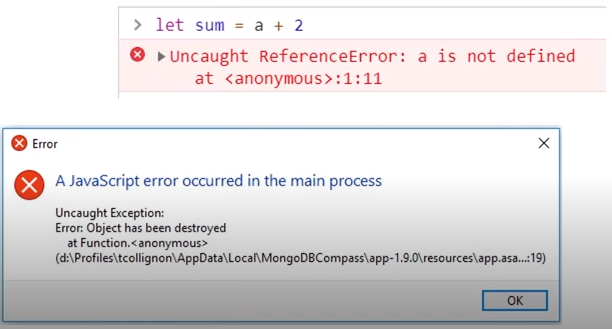 let sum = a + 2
Uncaught ReferenceError: a is not defined
at <anonymous>:1:11
Error
A JavaScript error occurred in the main process
Uncaught Exception:
Error: Object has been destroyed
at Function.<anonymous>
(d:\Profiles\tcollignon\AppData\Local\MongoDBCompass\app-1.9.0\resources\app.asa...:19)
OK